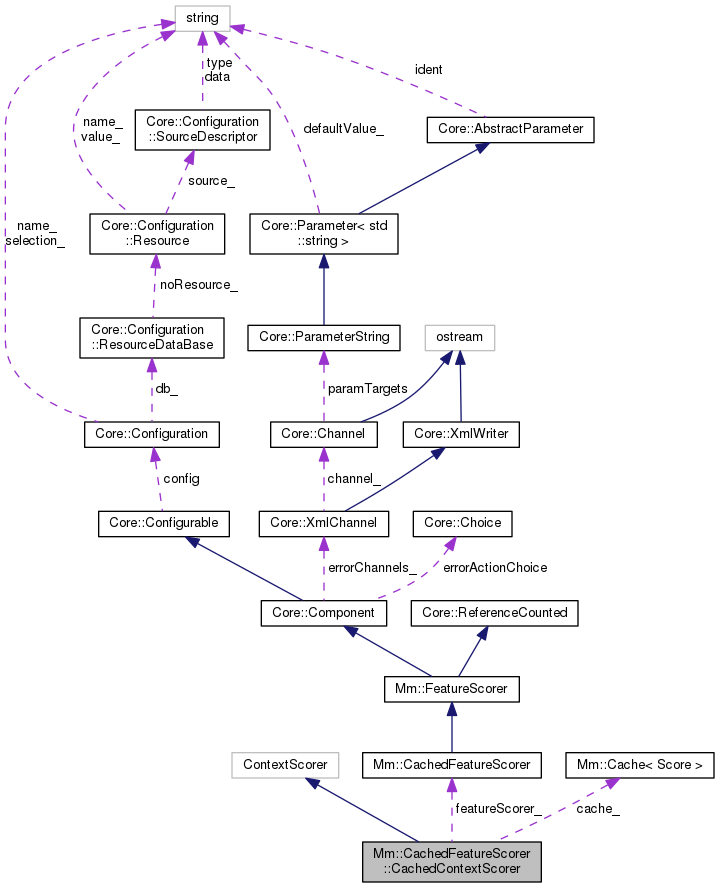 string
ident
type
data
name_
value_
Core::Configuration
::SourceDescriptor
defaultValue_
Core::AbstractParameter
source_
name_
selection_
Core::Configuration
::Resource
Core::Parameter< std
::string >
noResource_
Core::Configuration
::ResourceDataBase
Core::ParameterString
ostream
db_
paramTargets
Core::Configuration
Core::Channel
Core::XmlWriter
config
channel_
Core::Configurable
Core::XmlChannel
Core::Choice
errorChannels_
errorActionChoice
Core::Component
Core::ReferenceCounted
Mm::FeatureScorer
ContextScorer
Mm::CachedFeatureScorer
Mm::Cache< Score >
featureScorer_
cache_
Mm::CachedFeatureScorer
::CachedContextScorer